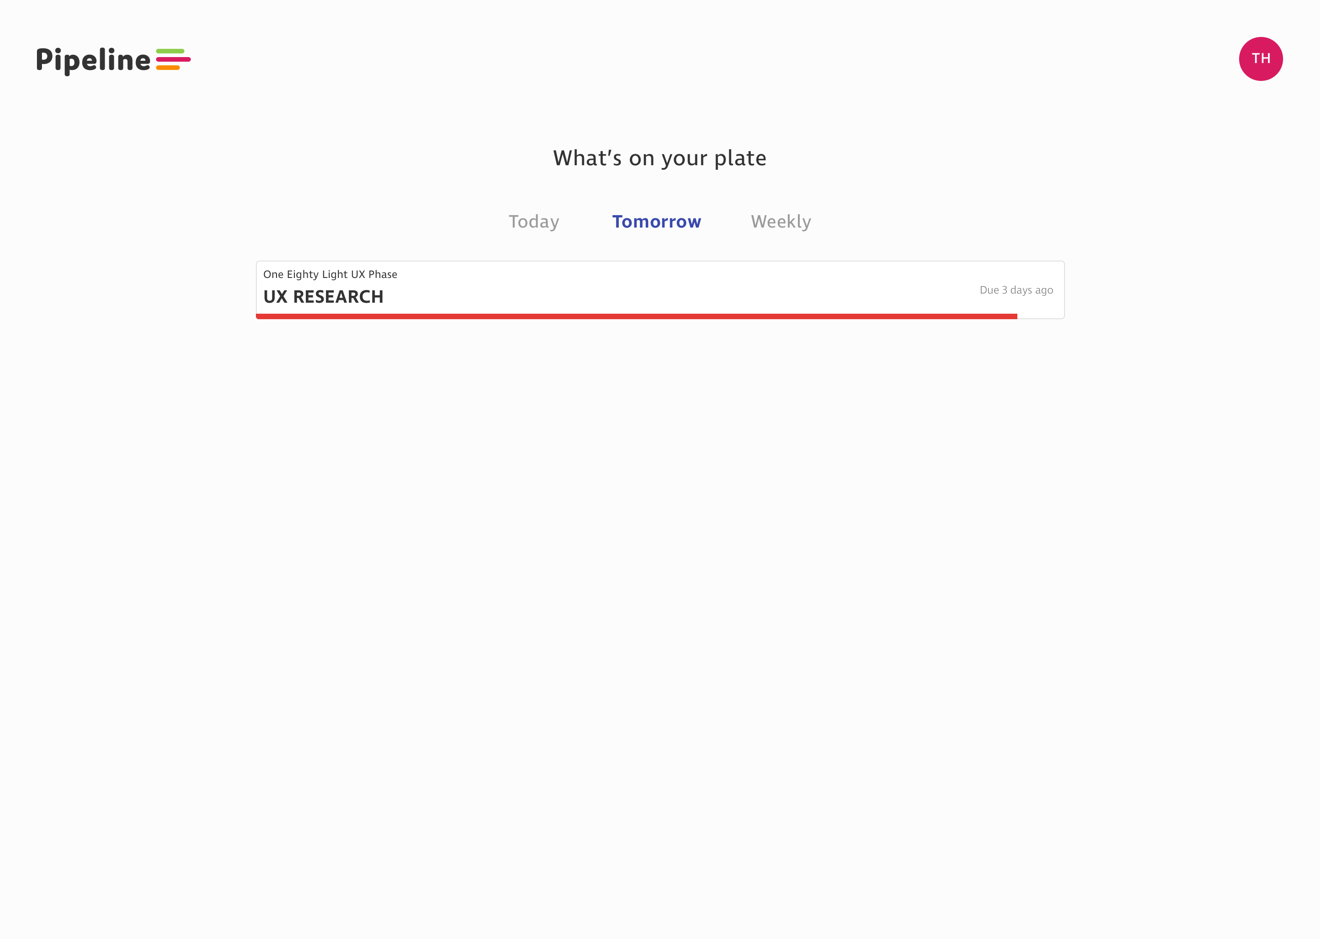 Pipeline
TH
What's on your plate
Today Tomorrow Weekly
One Eighty Light UX Phase
UX RESEARCH
Due 3 days ago